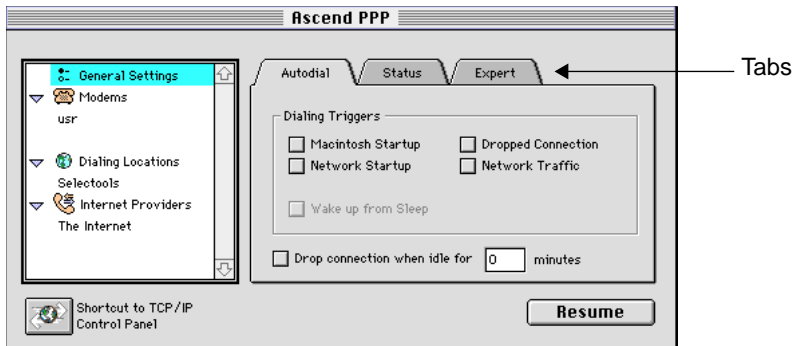 Ascend PPP
General Settings
Modems
usr
Dialing Locations
Selectools
Internet Providers
The Internet
Shortcut to TCP/IP
Control Panel
Autodial
Status
Expert
Tabs
Dialing Triggers
Macintosh Startup
Dropped Connection
Network Startup
Network Traffic
Wake up from Sleep
Drop connection when idle for 0 minutes
Resume